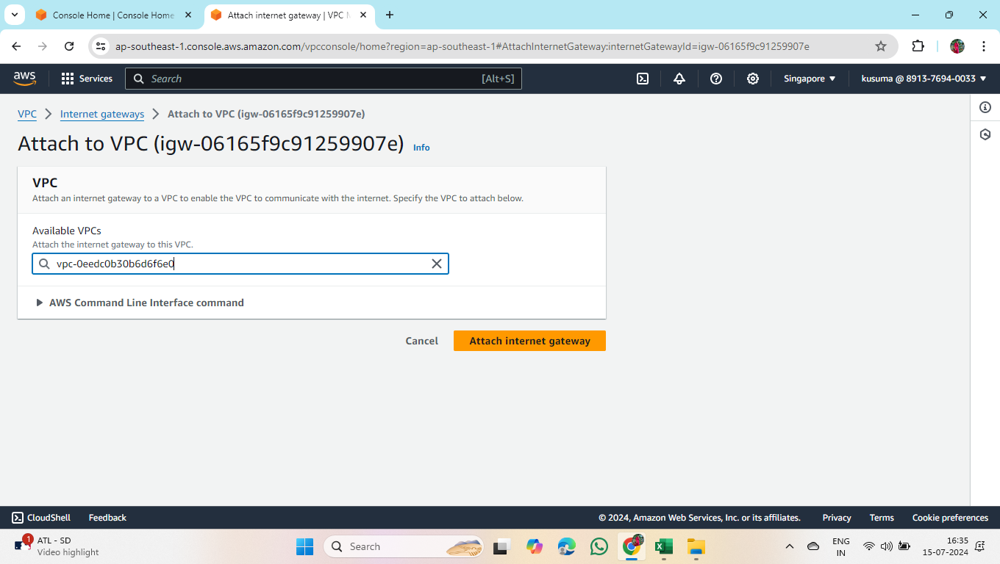 Console Home | Console Home
Attach internet gateway | VPC M
ap-southeast-1.console.aws.amazon.com/vpcconsole/home?region=ap-southeast-1#AttachInternetGateway:internetGatewayId=igw-06165f9c91259907e
aws
Services
Search
[Alt+S]
Singapore
kusuma @ 8913-7694-0033
VPC
Internet gateways
Attach to VPC (igw-06165f9c91259907e)
Attach to VPC (igw-06165f9c91259907e) Info
VPC
Attach an internet gateway to a VPC to enable the VPC to communicate with the internet. Specify the VPC to attach below.
Available VPCs
Attach the internet gateway to this VPC.
vpc-0eedc0b30b6d6f6e0
AWS Command Line Interface command
Cancel
Attach internet gateway
CloudShell
Feedback
© 2024, Amazon Web Services, Inc. or its affiliates.
Privacy
Terms
Cookie preferences
1
ATL - SD
Video highlight
Search
ENG
IN
16:35
15-07-2024